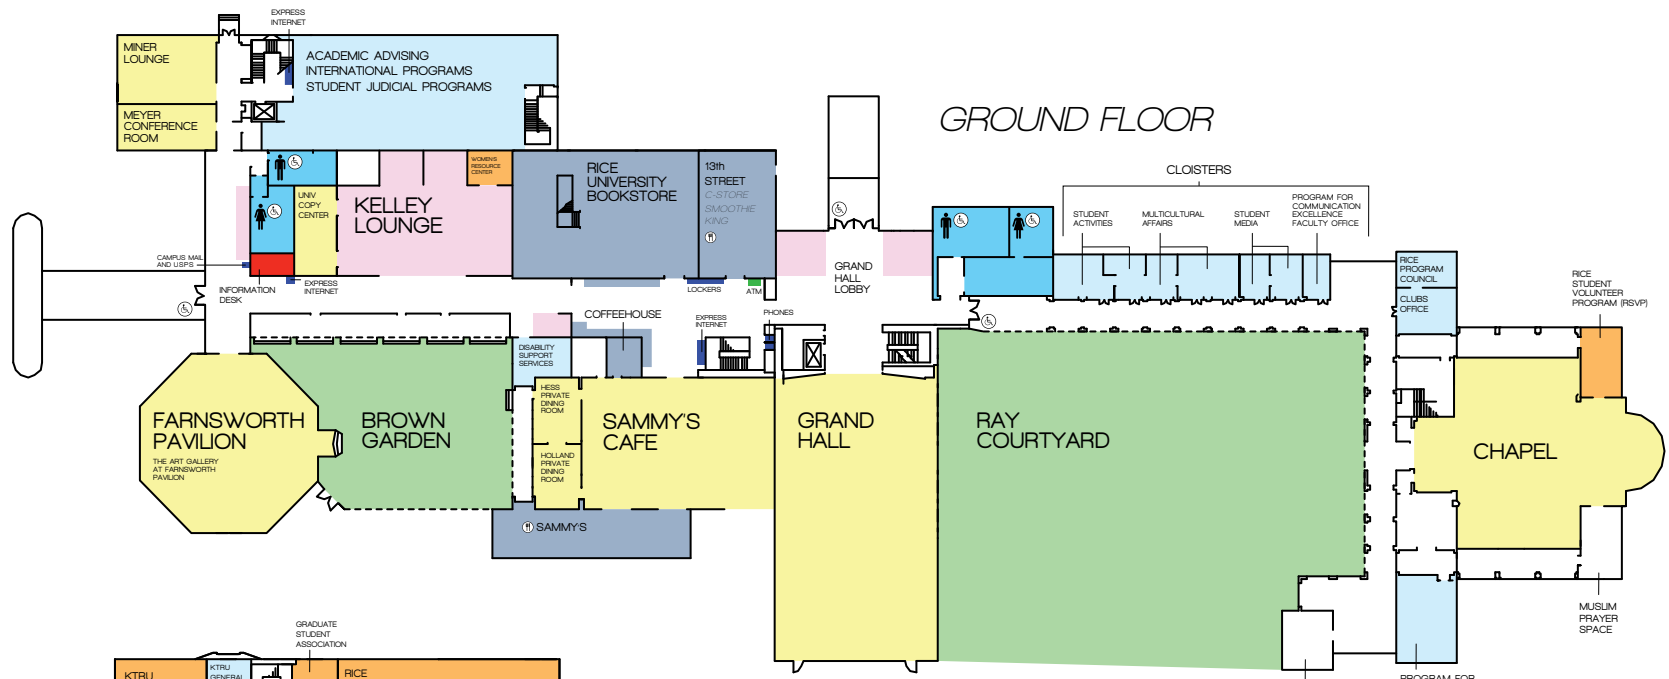 EXPRESS
INTERNET
MINER
LOUNGE
ACADEMIC ADVISING
INTERNATIONAL PROGRAMS
STUDENT JUDICIAL PROGRAMS
MEYER
CONFERENCE
ROOM
GROUND FLOOR
CLOISTERS
STUDENT
ACTIVITIES
MULTICULTURAL
AFFAIRS
STUDENT
MEDIA
PROGRAM FOR
COMMUNICATION
EXCELLENCE
FACULTY OFFICE
WOMEN'S
RESOURCE
CENTER
UNIV
COPY
CENTER
KELLEY
LOUNGE
RICE
UNIVERSITY
BOOKSTORE
13th
STREET
C-STORE
SMOOTHIE
KING
CAMPUS MAIL
AND USPS
INFORMATION
DESK
EXPRESS
INTERNET
LOCKERS
ATM
GRAND
HALL
LOBBY
RICE
PROGRAM
COUNCIL
CLUBS
OFFICE
RICE
STUDENT
VOLUNTEER
PROGRAM (RSVP)
COFFEEHOUSE
EXPRESS
INTERNET
PHONES
DISABILITY
SUPPORT
SERVICES
HESS
PRIVATE
DINING
ROOM
HOLLAND
PRIVATE
DINING
ROOM
FARNSWORTH
PAVILION
THE ART GALLERY
AT FARNSWORTH
PAVILION
BROWN
GARDEN
SAMMY'S
CAFE
GRAND
HALL
RAY
COURTYARD
CHAPEL
SAMMY'S
MUSLIM
PRAYER
SPACE
GRADUATE
STUDENT
ASSOCIATION
KTRU
KTRU
GENERAL
RICE
PROGRAM FOR